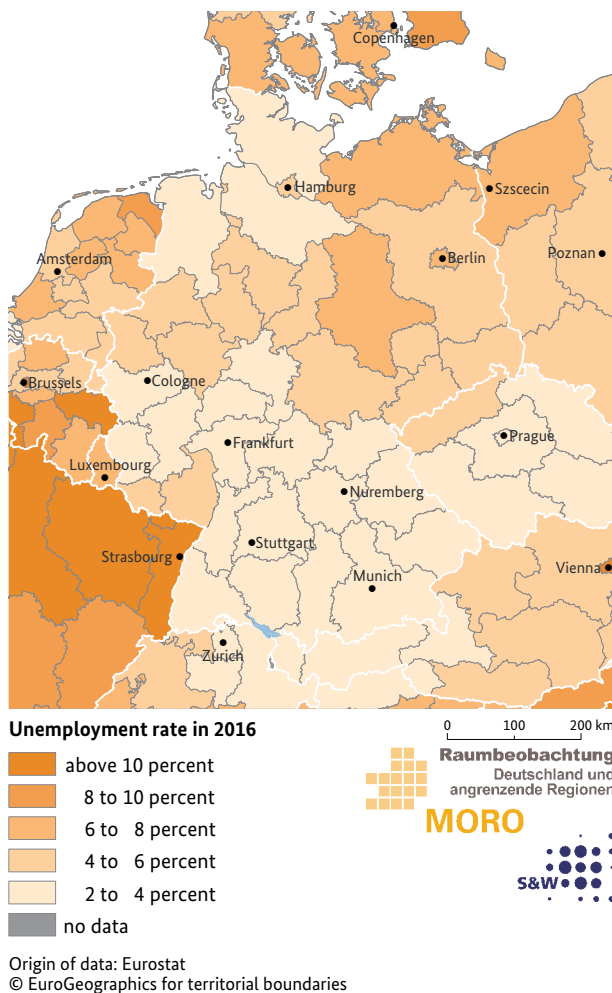 Copenhagen
Hamburg
Szscecin
Amsterdam
Berlin
Poznan
Brussels
Cologne
Frankfurt
Prague
Luxembourg
Nuremberg
Strasbourg
Stuttgart
Vienna
Munich
Zurich
Unemployment rate in 2016
above 10 percent
8 to 10 percent
6 to 8 percent
4 to 6 percent
2 to 4 percent
no data
0 100 200 km
Raumbeobachtung
Deutschland und
angrenzende Regionen
MORO
S&W
Origin of data: Eurostat
© EuroGeographics for territorial boundaries